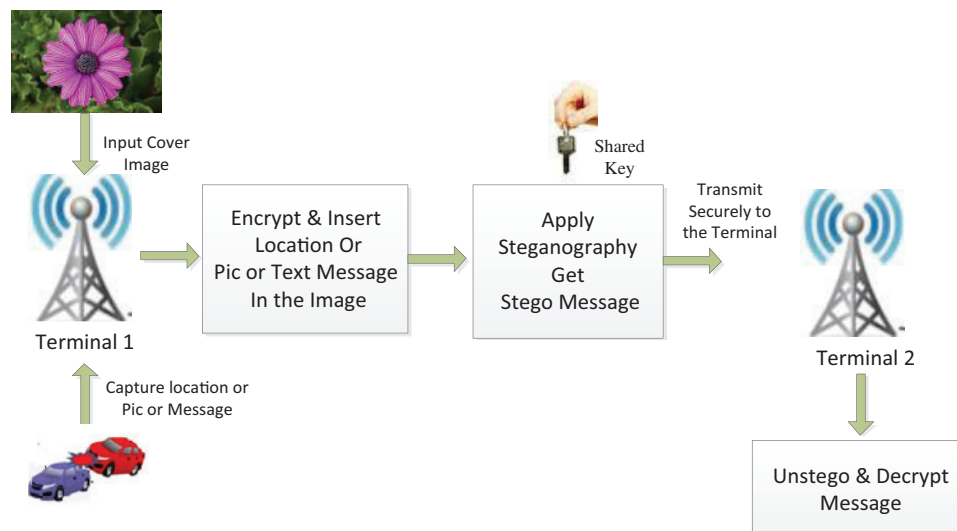 Input Cover
Image
Terminal 1
Capture location or
Pic or Message
Encrypt & Insert
Location Or
Pic or Text Message
In the Image
Shared
Key
Apply
Steganography
Get
Stego Message
Transmit
Securely to
the Terminal
Terminal 2
Unstego & Decrypt
Message